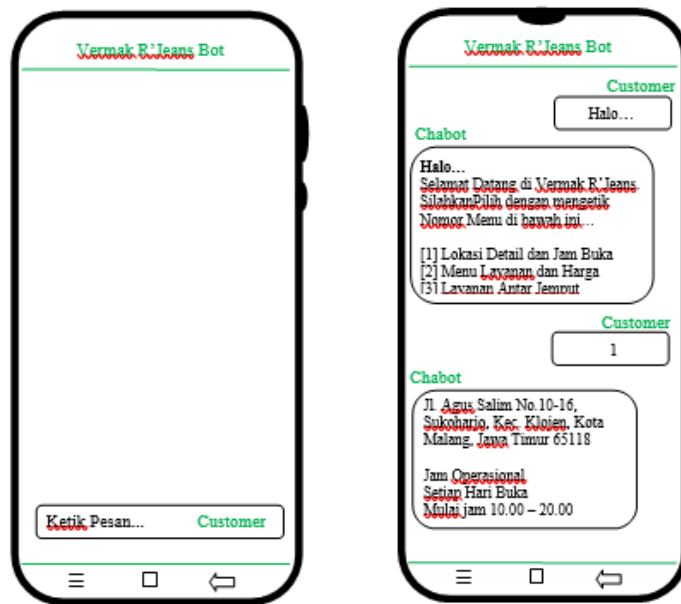 Vermak R'Jeans Bot
Ketik Pesan... Customer
Vermak R'Jeans Bot
Customer
Halo...
Chabot
Halo...
Selamat Datang di Vermak R'Jeans.
SilahkanPilih dengan mengetik
Nomor Menu di bawah ini...
[1] Lokasi Detail dan Jam Buka
[2] Menu Layanan dan Harga
[3] Layanan Antar Jemput
Customer
1
Chabot
Jl. Agus Salim No.10-16,
Sukoharjo, Kec. Klojen, Kota
Malang, Jawa Timur 65118
Jam Operasional
Setiap Hari Buka
Mulai jam 10.00 – 20.00